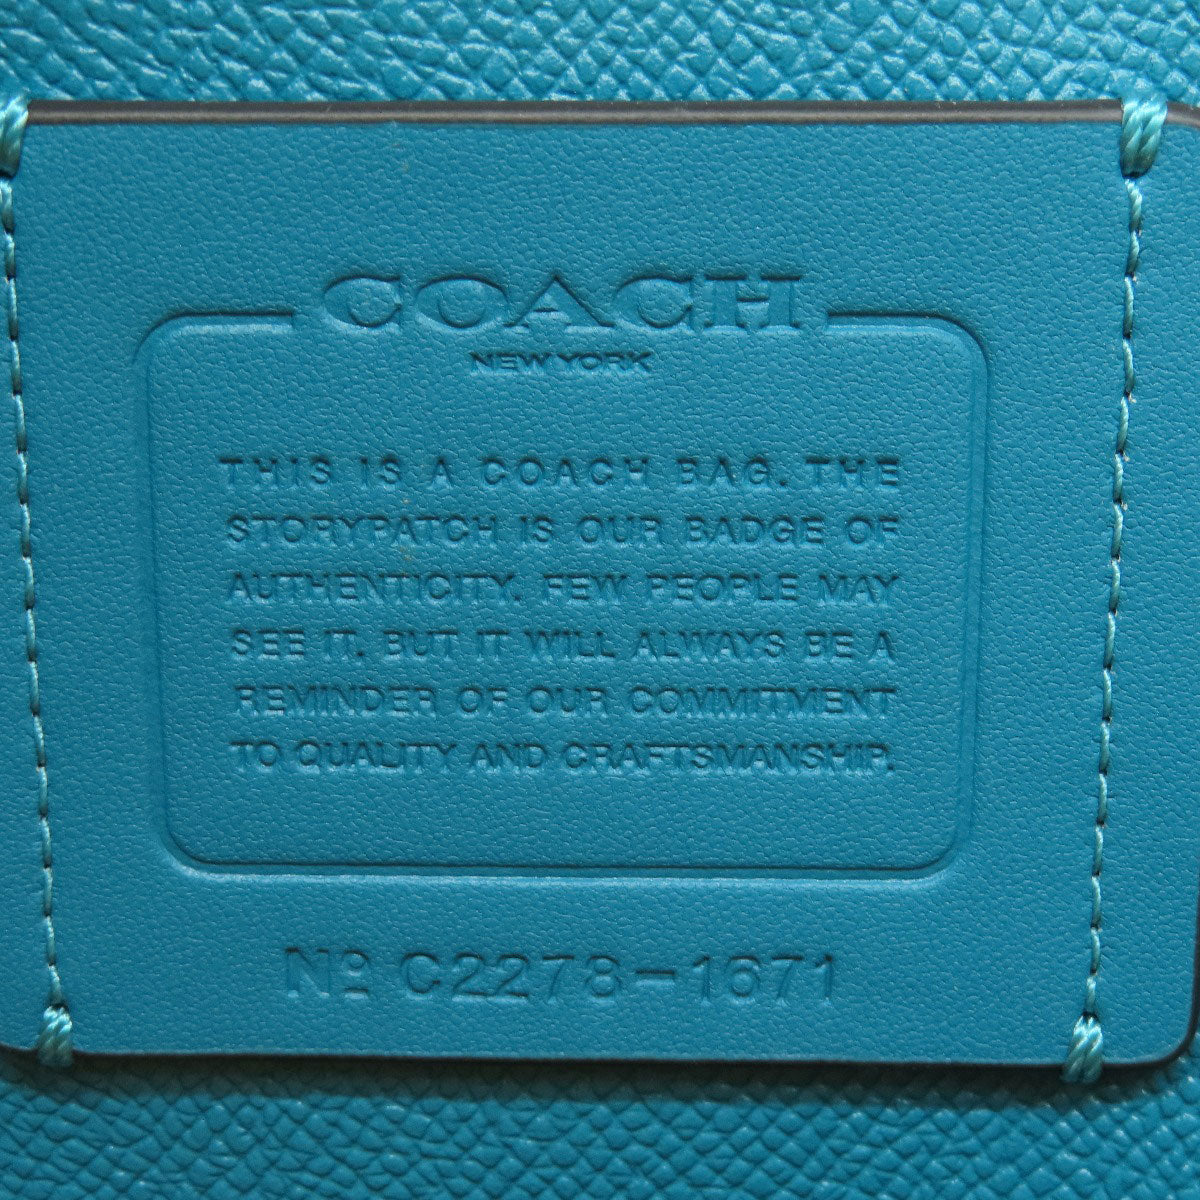 COACH
NEW YORK
THIS IS A COACH BAG. THE
STORYPATCH IS OUR BADGE OF
AUTHENTICITY. FEW PEOPLE MAY
SEE IT. BUT IT WILL ALWAYS BE A
REMINDER OF OUR COMMITMENT
TO QUALITY AND CRAFTSMANSHIP.
Nº C2278-1671